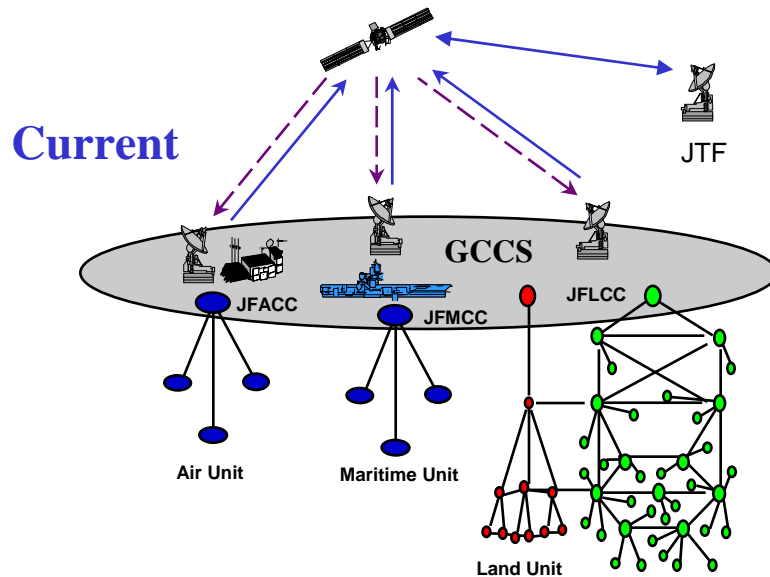 Current
JTF
GCCS
JFACC
JFMCC
JFLCC
Air Unit
Maritime Unit
Land Unit